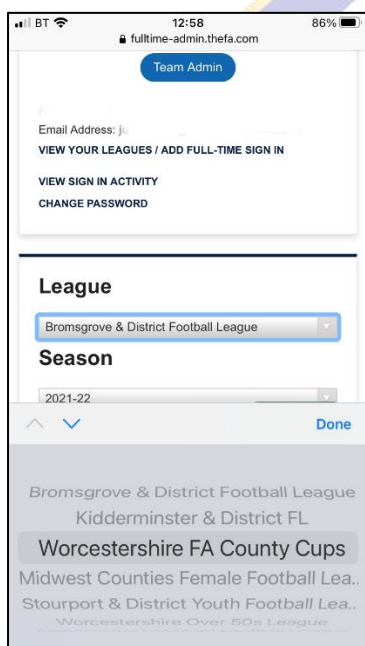 BT 12:58 86%
fulltime-admin.thefa.com
Team Admin
Email Address: ju
VIEW YOUR LEAGUES / ADD FULL-TIME SIGN IN
VIEW SIGN IN ACTIVITY
CHANGE PASSWORD
League
Bromsgrove & District Football League
Season
2021-22
Done
Bromsgrove & District Football League
Kidderminster & District FL
Worcestershire FA County Cups
Midwest Counties Female Football Lea..
Stourport & District Youth Football Lea..
Worcestershire Over 50s League